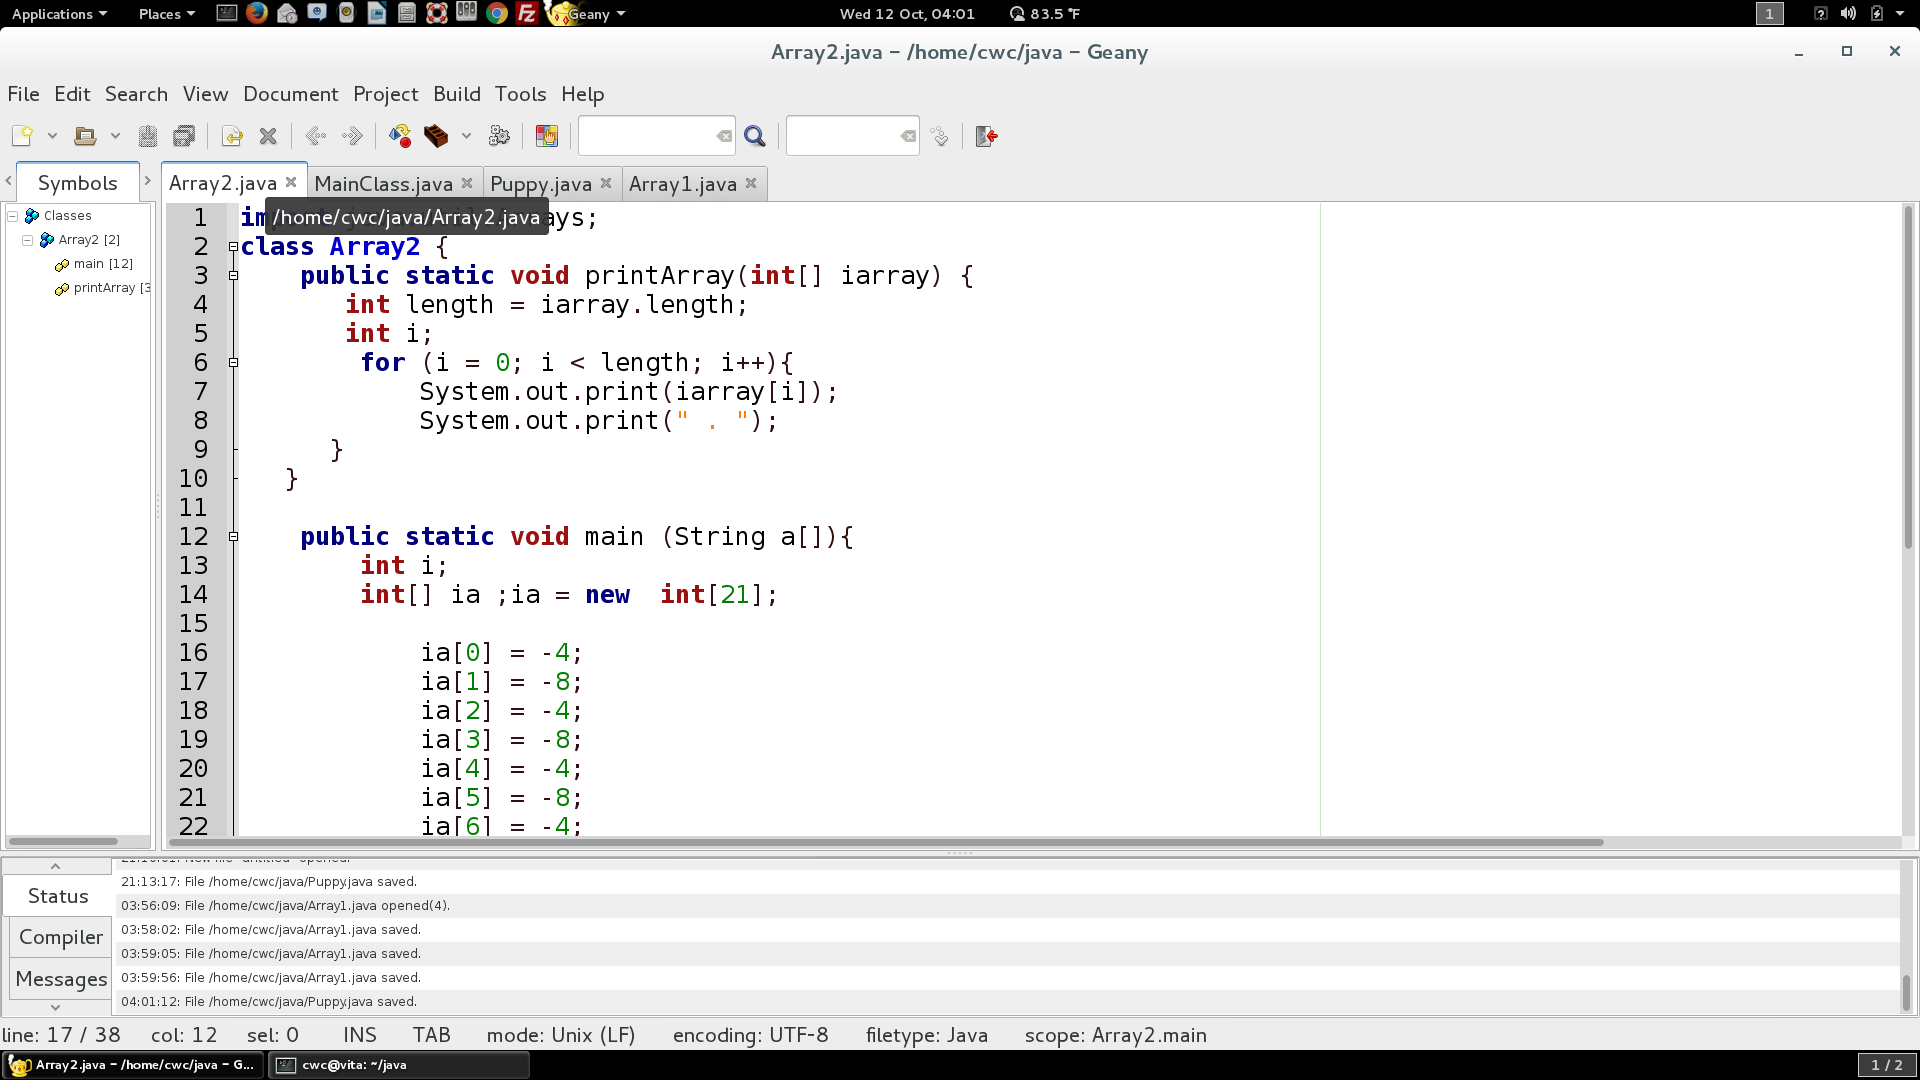 Applications Places Geany Wed 12 Oct, 04:01 83.5 °F 1
Array2.java – /home/cwc/java – Geany
File Edit Search View Document Project Build Tools Help
Symbols Array2.java MainClass.java Puppy.java Array1.java
/home/cwc/java/Array2.java
Classes
Array2 [2]
main [12]
printArray [3
1 im ays;
2 class Array2 {
3 public static void printArray(int[] iarray) {
4 int length = iarray.length;
5 int i;
6 for (i = 0; i < length; i++){
7 System.out.print(iarray[i]);
8 System.out.print(" . ");
9 }
10 }
11
12 public static void main (String a[]){
13 int i;
14 int[] ia ;ia = new  int[21];
15
16 ia[0] = -4;
17 ia[1] = -8;
18 ia[2] = -4;
19 ia[3] = -8;
20 ia[4] = -4;
21 ia[5] = -8;
22 ia[6] = -4;
Status
Compiler
Messages
21:13:17: File /home/cwc/java/Puppy.java saved.
03:56:09: File /home/cwc/java/Array1.java opened(4).
03:58:02: File /home/cwc/java/Array1.java saved.
03:59:05: File /home/cwc/java/Array1.java saved.
03:59:56: File /home/cwc/java/Array1.java saved.
04:01:12: File /home/cwc/java/Puppy.java saved.
line: 17 / 38 col: 12 sel: 0 INS TAB mode: Unix (LF) encoding: UTF-8 filetype: Java scope: Array2.main
Array2.java – /home/cwc/java – G... cwc@vita: ~/java 1 / 2